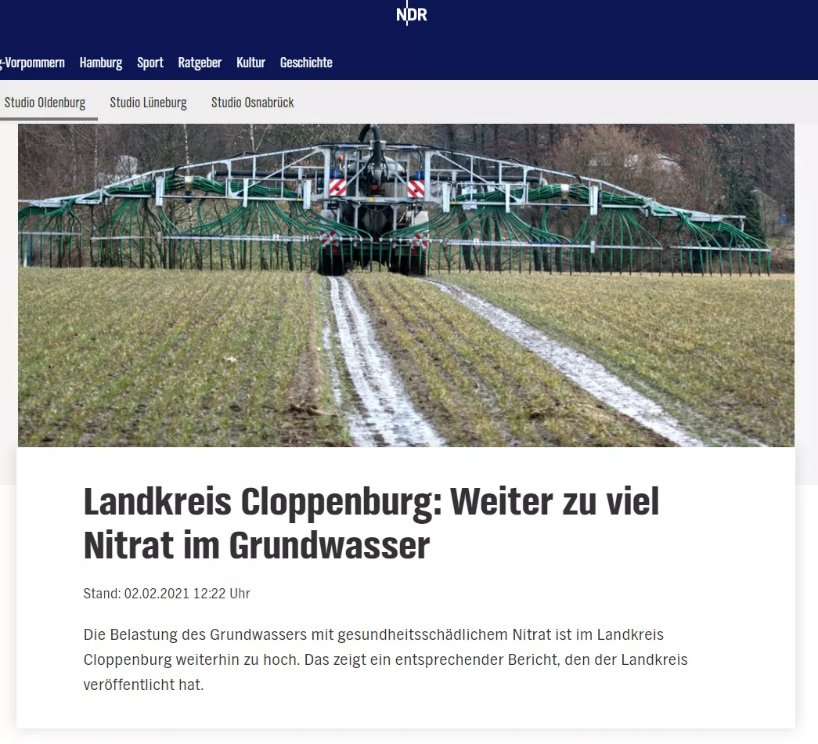 NDR
g-Vorpommern Hamburg Sport Ratgeber Kultur Geschichte
Studio Oldenburg Studio Lüneburg Studio Osnabrück
Landkreis Cloppenburg: Weiter zu viel
Nitrat im Grundwasser
Stand: 02.02.2021 12:22 Uhr
Die Belastung des Grundwassers mit gesundheitsschädlichem Nitrat ist im Landkreis
Cloppenburg weiterhin zu hoch. Das zeigt ein entsprechender Bericht, den der Landkreis
veröffentlicht hat.